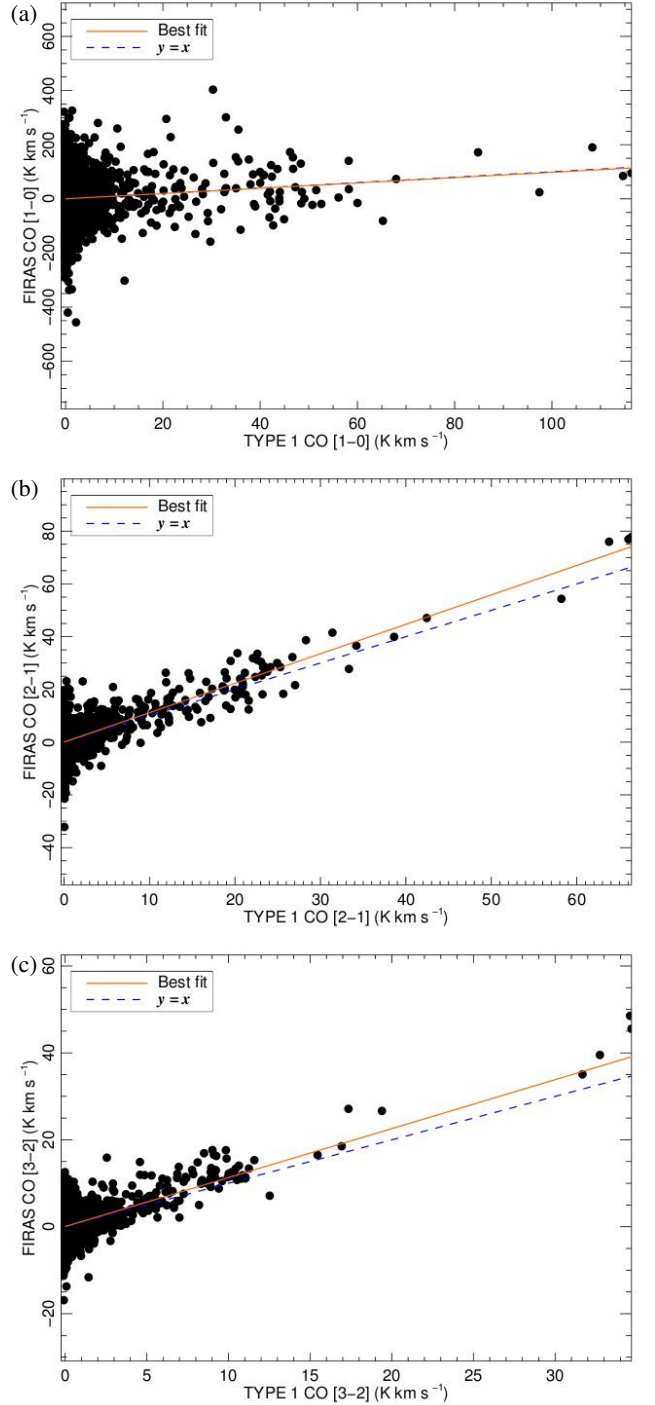 (a)
Best fit
y = x
FIRAS CO [1−0] (K km s⁻¹)
600
400
200
0
−200
−400
−600
0 20 40 60 80 100
TYPE 1 CO [1−0] (K km s⁻¹)
(b)
Best fit
y = x
FIRAS CO [2−1] (K km s⁻¹)
80
60
40
20
0
−20
−40
0 10 20 30 40 50 60
TYPE 1 CO [2−1] (K km s⁻¹)
(c)
Best fit
y = x
FIRAS CO [3−2] (K km s⁻¹)
60
40
20
0
−20
0 5 10 15 20 25 30
TYPE 1 CO [3−2] (K km s⁻¹)